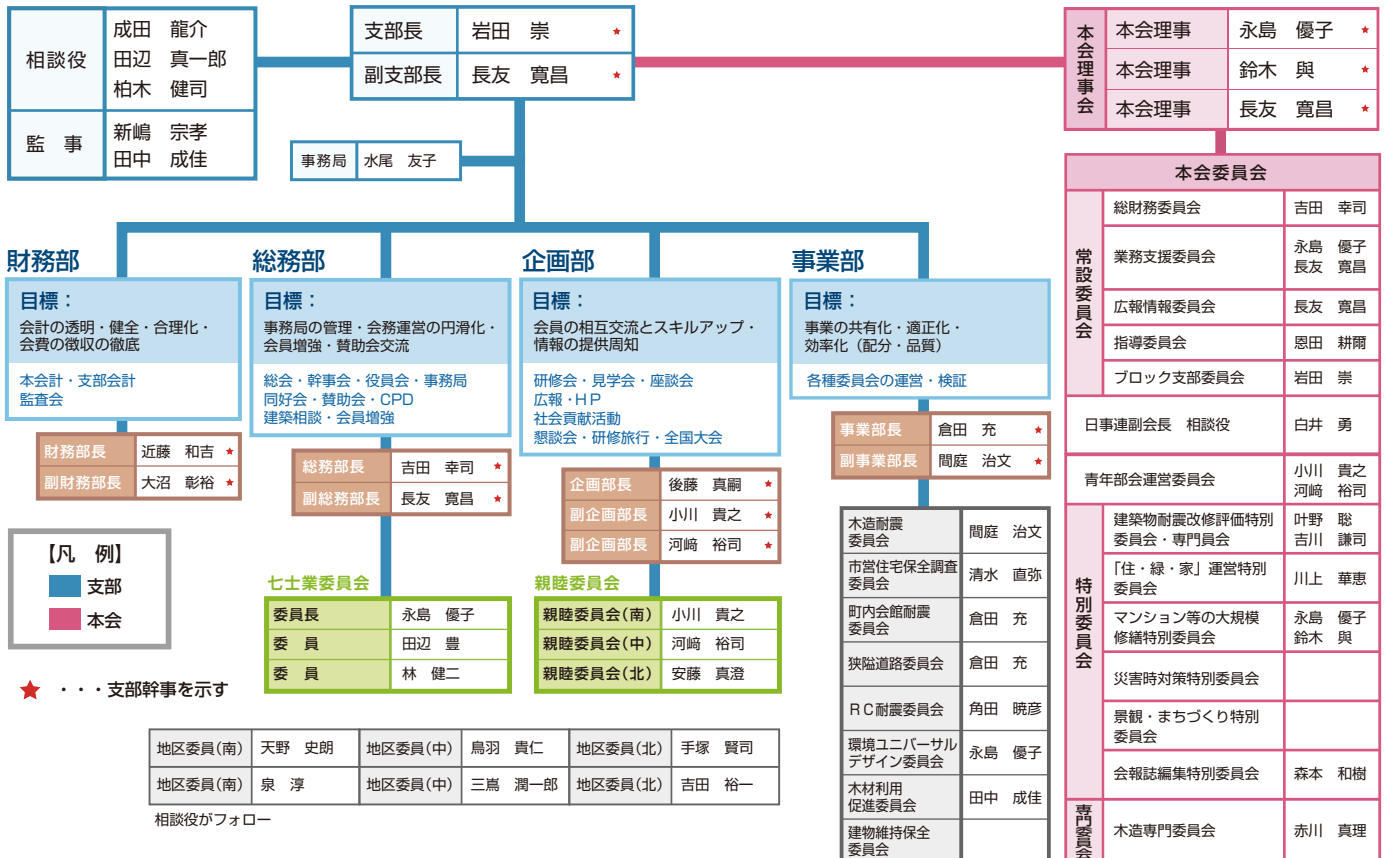 相談役
成田 龍介
田辺 真一郎
柏木 健司
監 事
新嶋 宗孝
田中 成佳
支部長 岩田 崇 ★
副支部長 長友 寛昌 ★
事務局 水尾 友子
本会理事会
本会理事 永島 優子 ★
本会理事 鈴木 與 ★
本会理事 長友 寛昌 ★
財務部
目標：
会計の透明・健全・合理化・
会費の徴収の徹底
本会計・支部会計
監査会
財務部長 近藤 和吉 ★
副財務部長 大沼 彰裕 ★
総務部
目標：
事務局の管理・会務運営の円滑化・
会員増強・賛助会交流
総会・幹事会・役員会・事務局
同好会・賛助会・CPD
建築相談・会員増強
総務部長 吉田 幸司 ★
副総務部長 長友 寛昌 ★
七士業委員会
委員長 永島 優子
委 員 田辺 豊
委 員 林 健二
企画部
目標：
会員の相互交流とスキルアップ・
情報の提供周知
研修会・見学会・座談会
広報・HP
社会貢献活動
懇談会・研修旅行・全国大会
企画部長 後藤 真嗣 ★
副企画部長 小川 貴之 ★
副企画部長 河﨑 裕司 ★
親睦委員会
親睦委員会(南) 小川 貴之
親睦委員会(中) 河﨑 裕司
親睦委員会(北) 安藤 真澄
事業部
目標：
事業の共有化・適正化・
効率化（配分・品質）
各種委員会の運営・検証
事業部長 倉田 充 ★
副事業部長 間庭 治文 ★
木造耐震
委員会
間庭 治文
市営住宅保全調査
委員会
清水 直弥
町内会館耐震
委員会
倉田 充
狭隘道路委員会 倉田 充
RC耐震委員会 角田 暁彦
環境ユニバーサル
デザイン委員会
永島 優子
木材利用
促進委員会
田中 成佳
建物維持保全
委員会
【凡 例】
支部
本会
★ ・・・支部幹事を示す
地区委員(南) 天野 史朗 地区委員(中) 鳥羽 貴仁 地区委員(北) 手塚 賢司
地区委員(南) 泉 淳 地区委員(中) 三嶌 潤一郎 地区委員(北) 吉田 裕一
相談役がフォロー
本会委員会
常設委員会
総財務委員会 吉田 幸司
業務支援委員会
永島 優子
長友 寛昌
広報情報委員会 長友 寛昌
指導委員会 恩田 耕爾
ブロック支部委員会 岩田 崇
日事連副会長 相談役 白井 勇
青年部会運営委員会
小川 貴之
河﨑 裕司
特別委員会
建築物耐震改修評価特別
委員会・専門員会
叶野 聡
吉川 謙司
「住・緑・家」運営特別
委員会
川上 華恵
マンション等の大規模
修繕特別委員会
永島 優子
鈴木 與
災害時対策特別委員会
景観・まちづくり特別
委員会
会報誌編集特別委員会 森本 和樹
専門委員会
木造専門委員会 赤川 真理